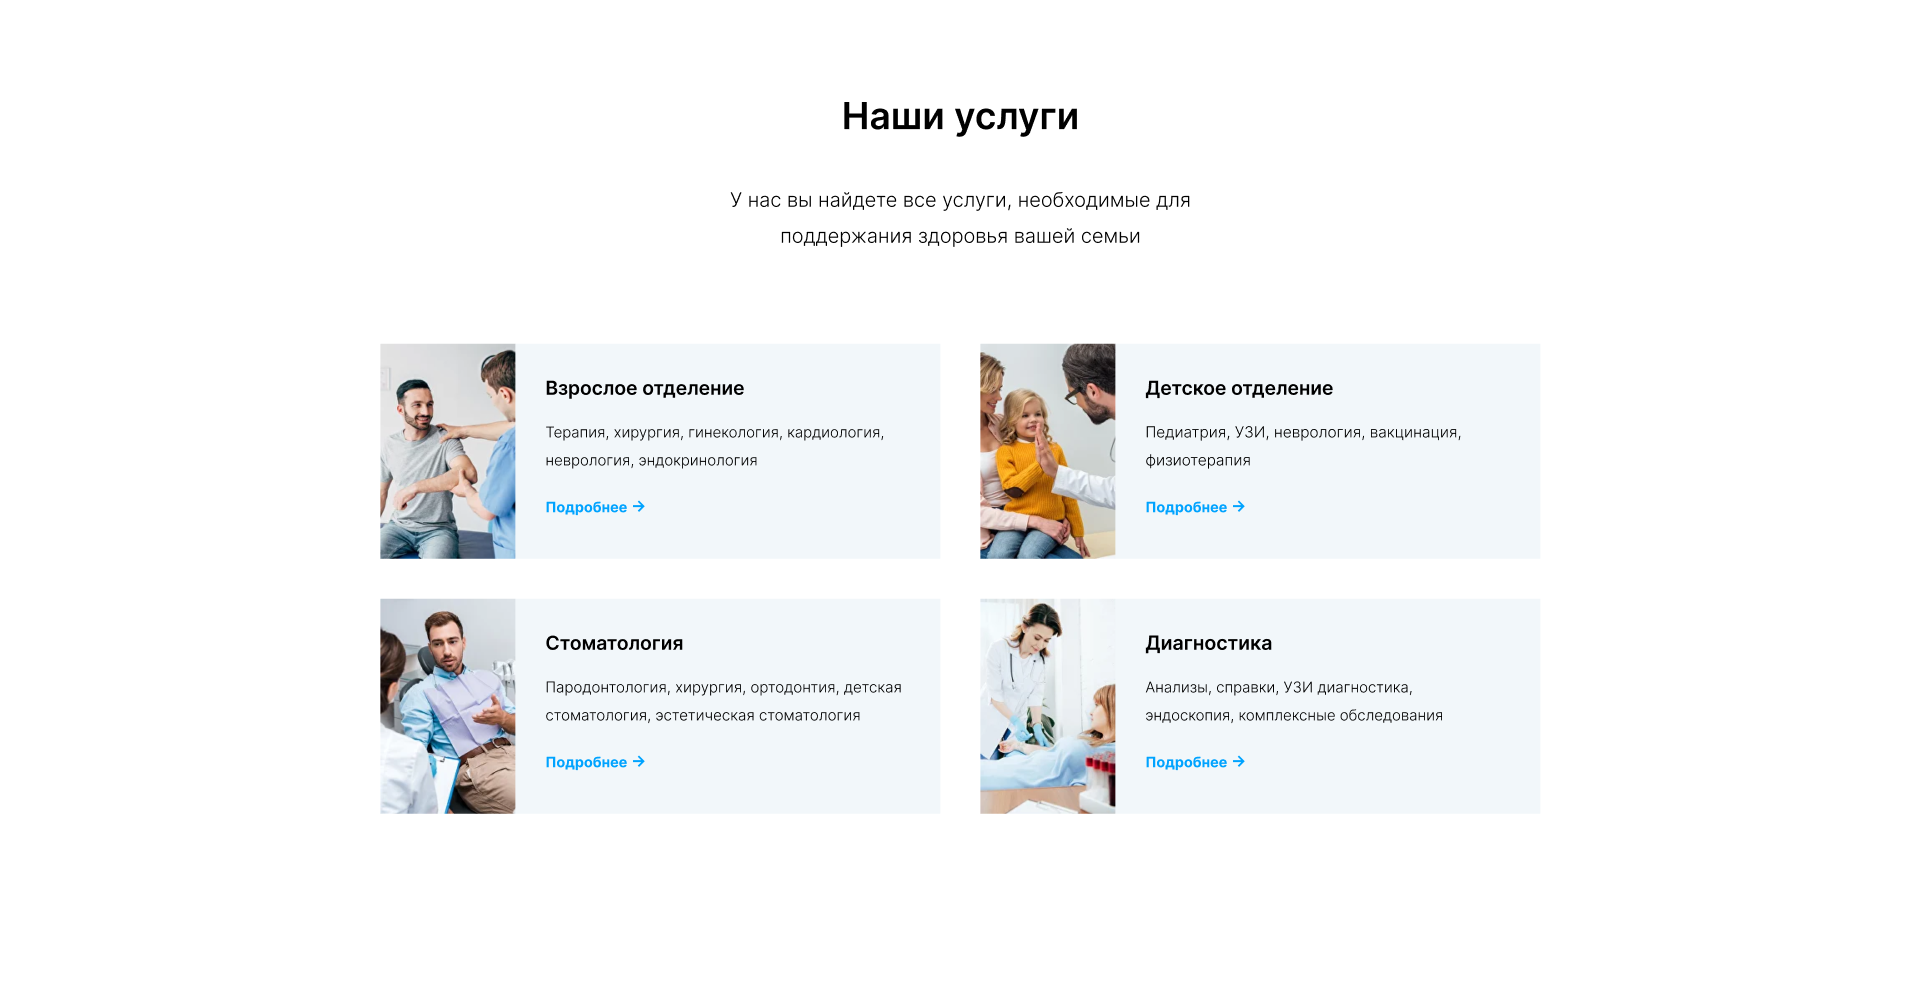 Наши услуги
У нас вы найдете все услуги, необходимые для
поддержания здоровья вашей семьи
Взрослое отделение
Терапия, хирургия, гинекология, кардиология,
неврология, эндокринология
Подробнее →
Детское отделение
Педиатрия, УЗИ, неврология, вакцинация,
физиотерапия
Подробнее →
Стоматология
Пародонтология, хирургия, ортодонтия, детская
стоматология, эстетическая стоматология
Подробнее →
Диагностика
Анализы, справки, УЗИ диагностика,
эндоскопия, комплексные обследования
Подробнее →